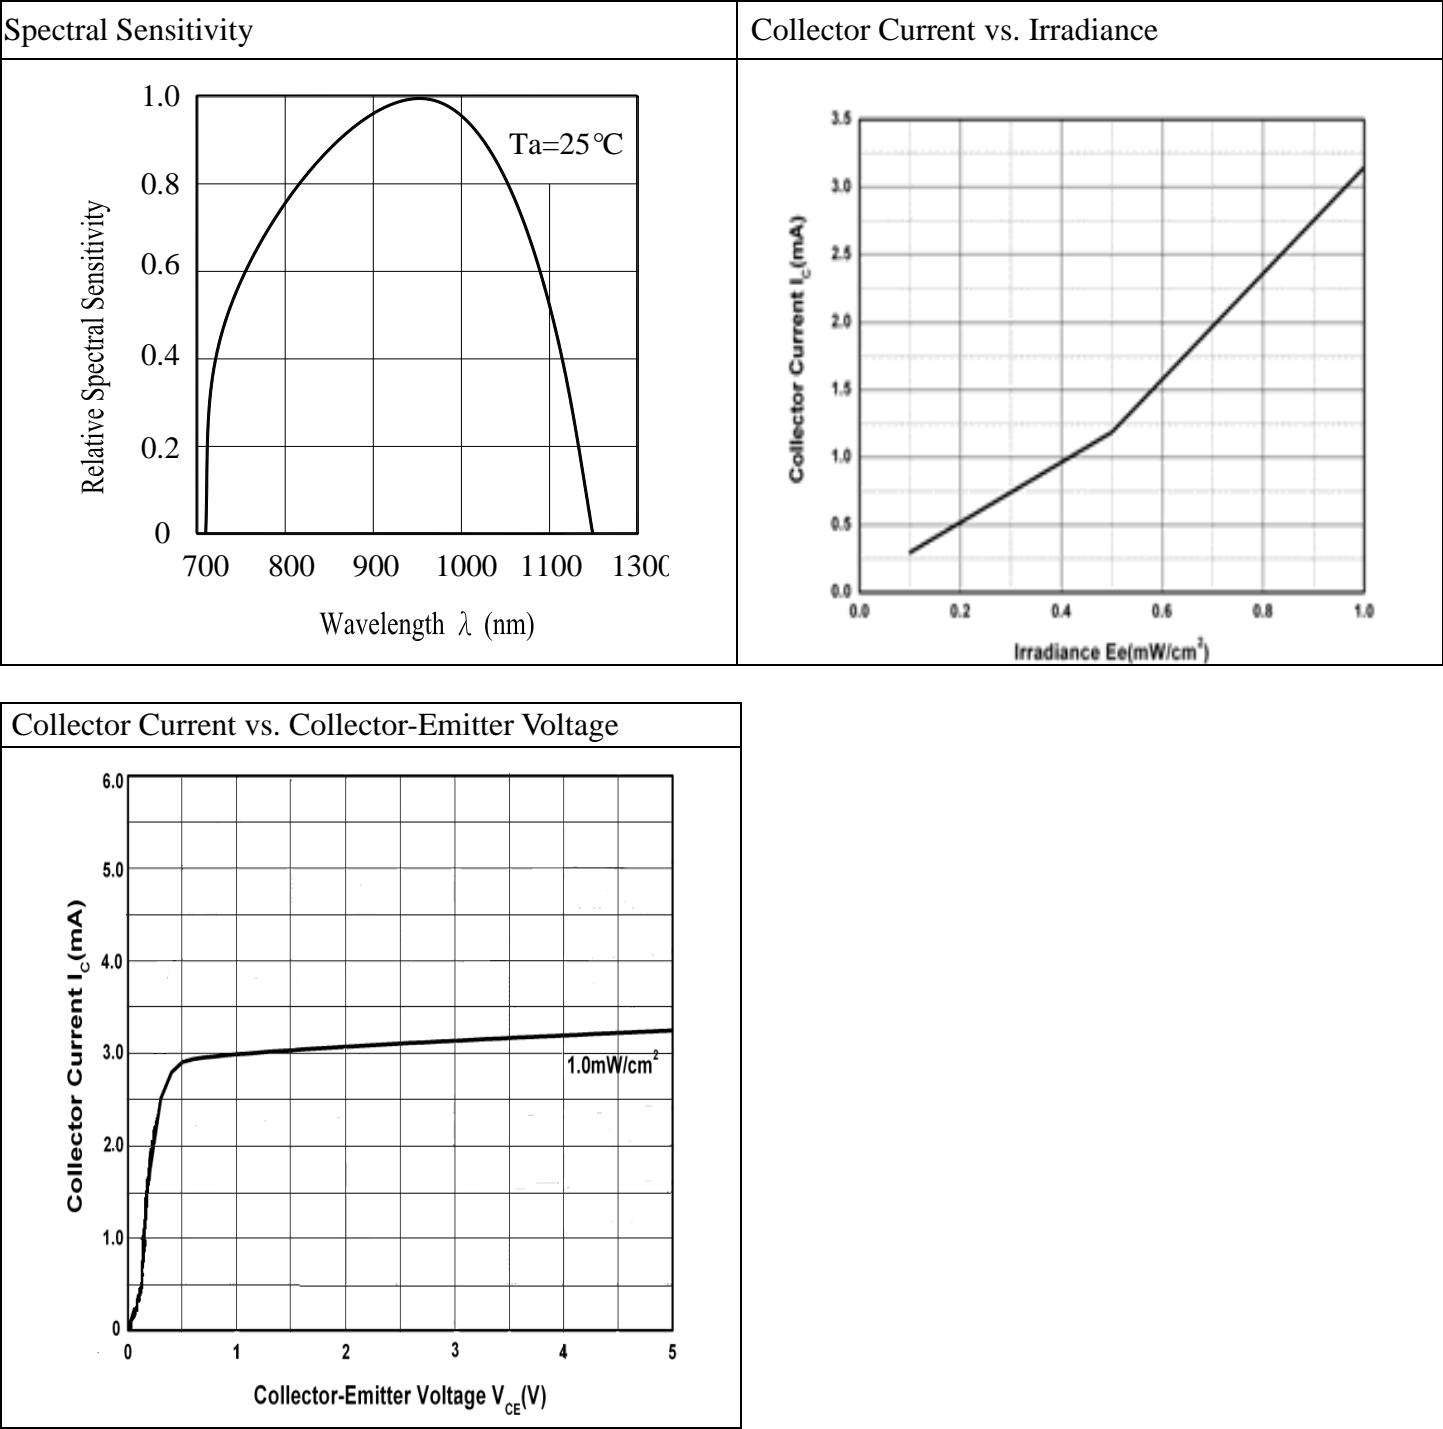 Spectral Sensitivity
Collector Current vs. Irradiance
1.0
0.8
0.6
0.4
0.2
0
Ta=25℃
Relative Spectral Sensitivity
700 800 900 1000 1100 1300
Wavelength λ (nm)
3.5
3.0
2.5
2.0
1.5
1.0
0.5
0.0
Collector Current IC(mA)
0.0 0.2 0.4 0.6 0.8 1.0
Irradiance Ee(mW/cm²)
Collector Current vs. Collector-Emitter Voltage
6.0
5.0
4.0
3.0
2.0
1.0
0
Collector Current IC(mA)
1.0mW/cm²
0 1 2 3 4 5
Collector-Emitter Voltage VCE(V)